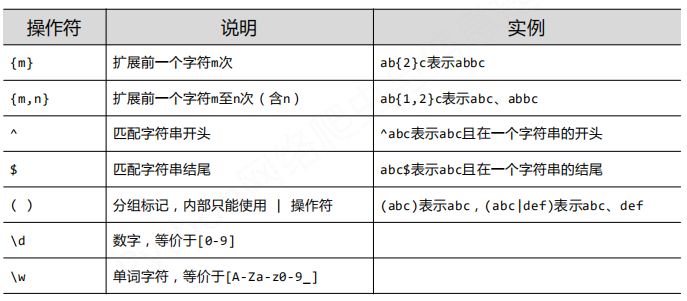 操作符 说明 实例
{m} 扩展前一个字符m次 ab{2}c表示abbc
{m,n} 扩展前一个字符m至n次（含n） ab{1,2}c表示abc、abbc
^ 匹配字符串开头 ^abc表示abc且在一个字符串的开头
$ 匹配字符串结尾 abc$表示abc且在一个字符串的结尾
( ) 分组标记，内部只能使用 | 操作符 (abc)表示abc，(abc|def)表示abc、def
\d 数字，等价于[0-9]
\w 单词字符，等价于[A-Za-z0-9_]